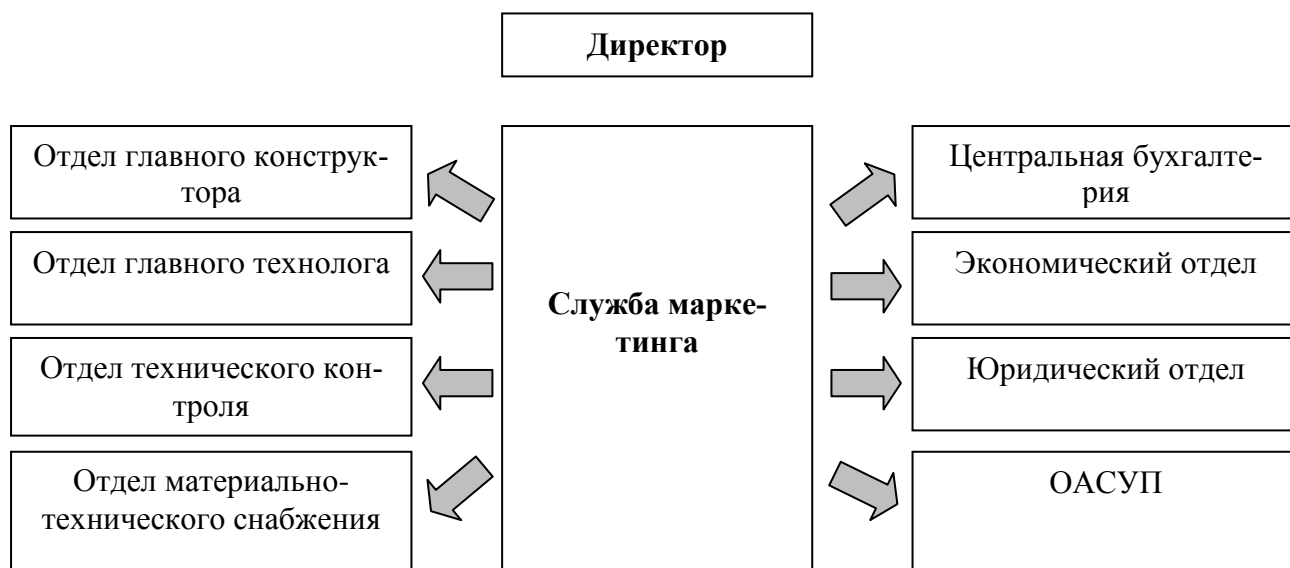 Директор
Отдел главного конструк-
тора
Отдел главного технолога
Отдел технического кон-
троля
Отдел материально-
технического снабжения
Служба марке-
тинга
Центральная бухгалте-
рия
Экономический отдел
Юридический отдел
ОАСУП